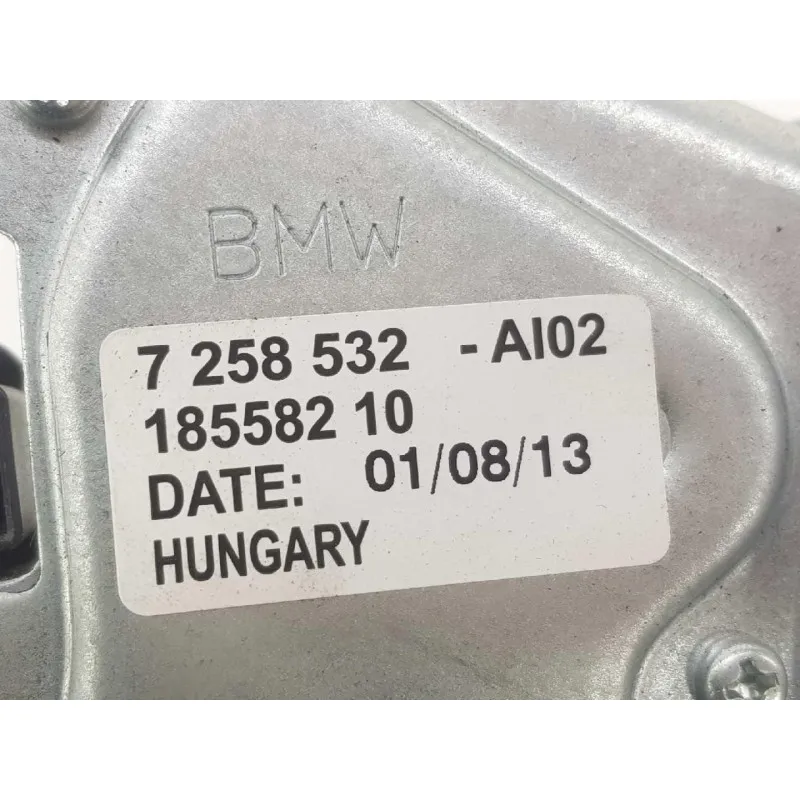 BMW
7 258 532 - AI02
185582 10
DATE: 01/08/13
HUNGARY